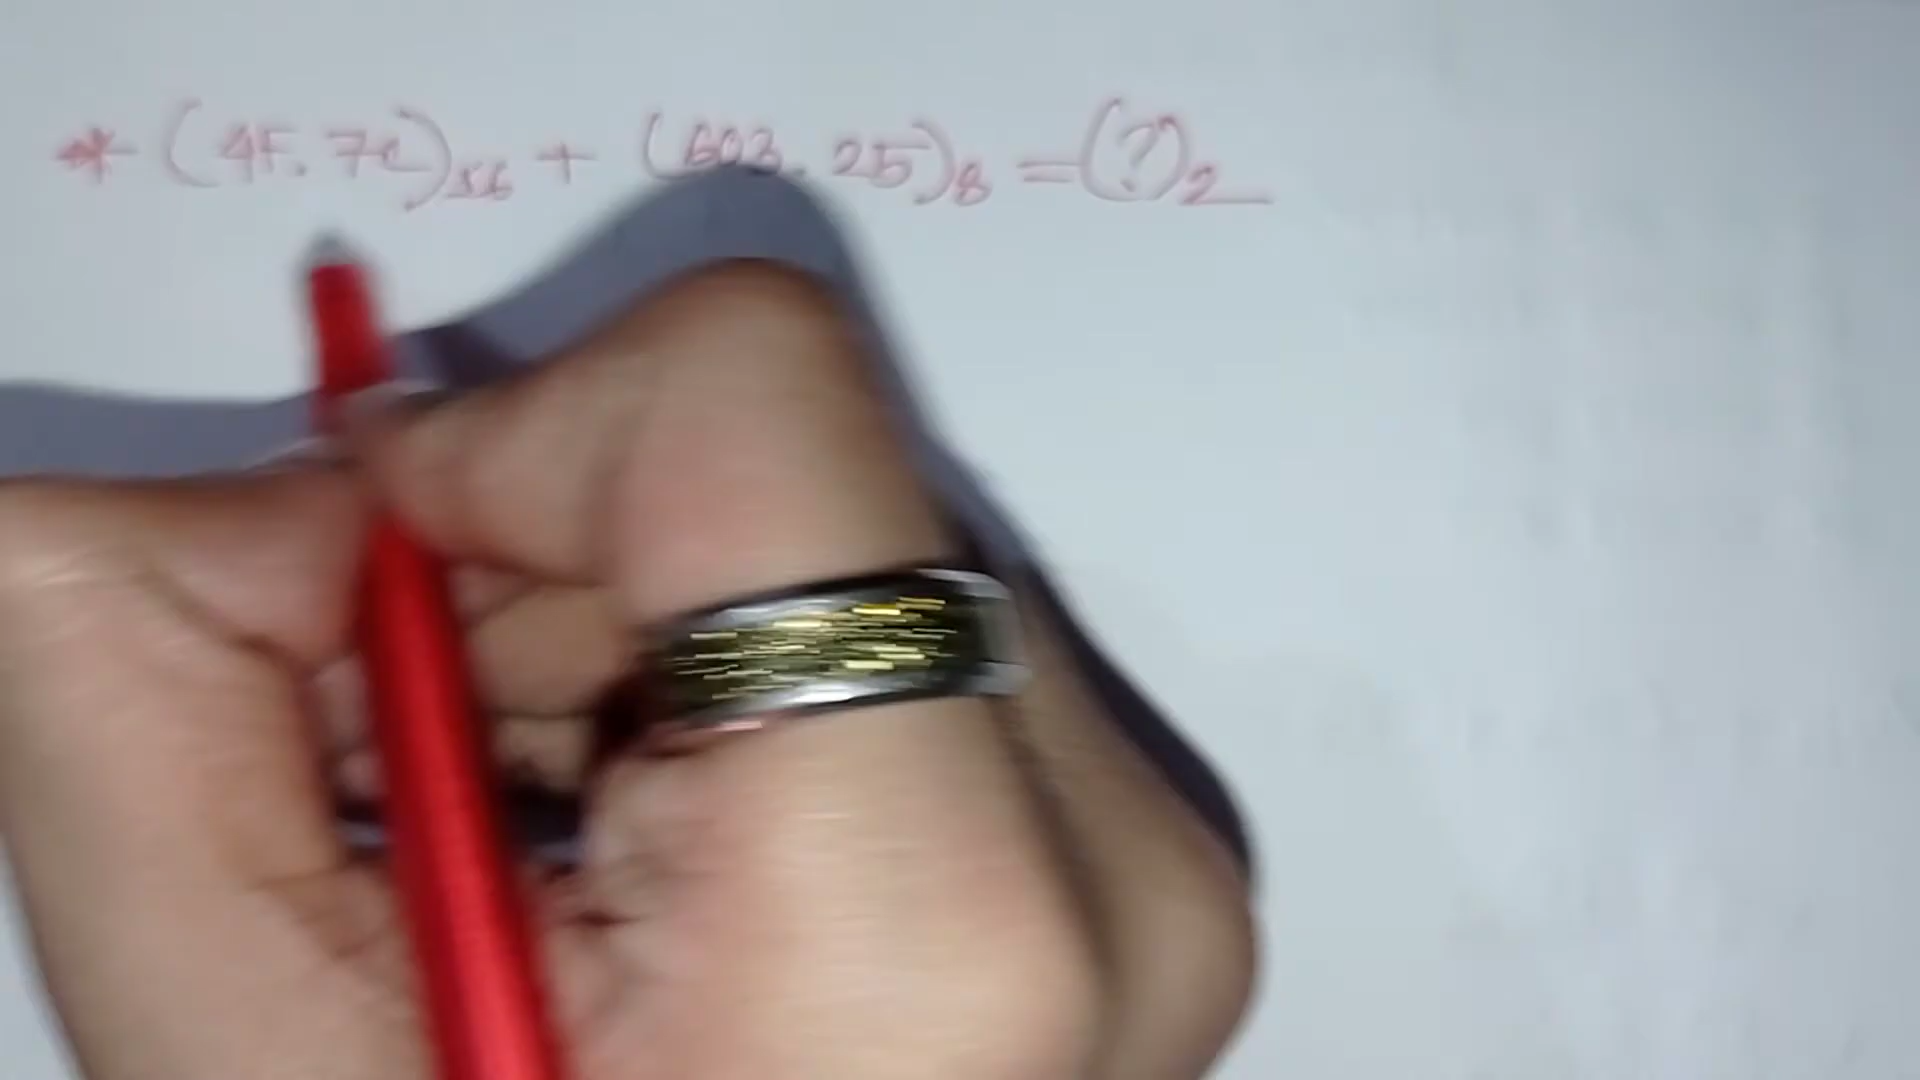 * (4F.7C)₁₆ + (603.25)₈ = (?)₂